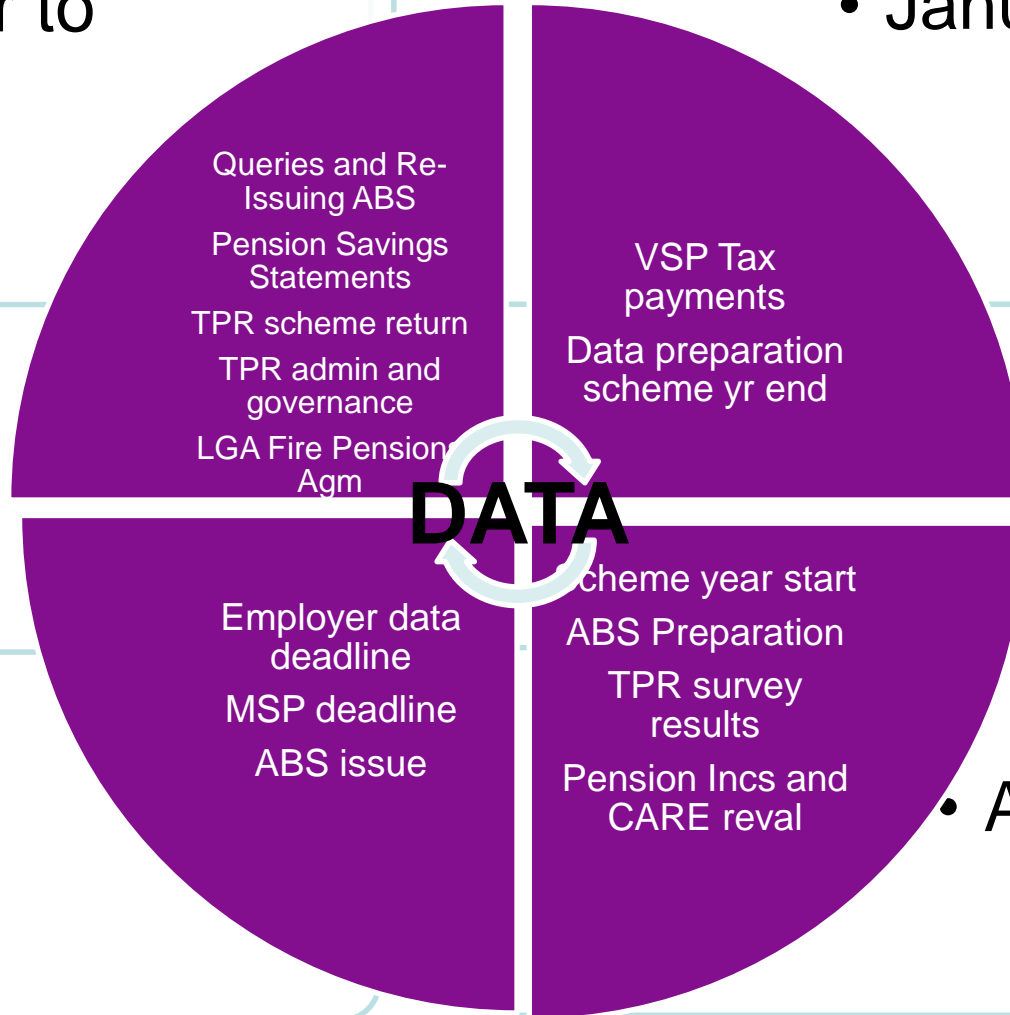 r to
• Janu
Queries and Re-
Issuing ABS
Pension Savings
Statements
TPR scheme return
TPR admin and
governance
LGA Fire Pensions
Agm
VSP Tax
payments
Data preparation
scheme yr end
DATA
Employer data
deadline
MSP deadline
ABS issue
Scheme year start
ABS Preparation
TPR survey
results
Pension Incs and
CARE reval
• A